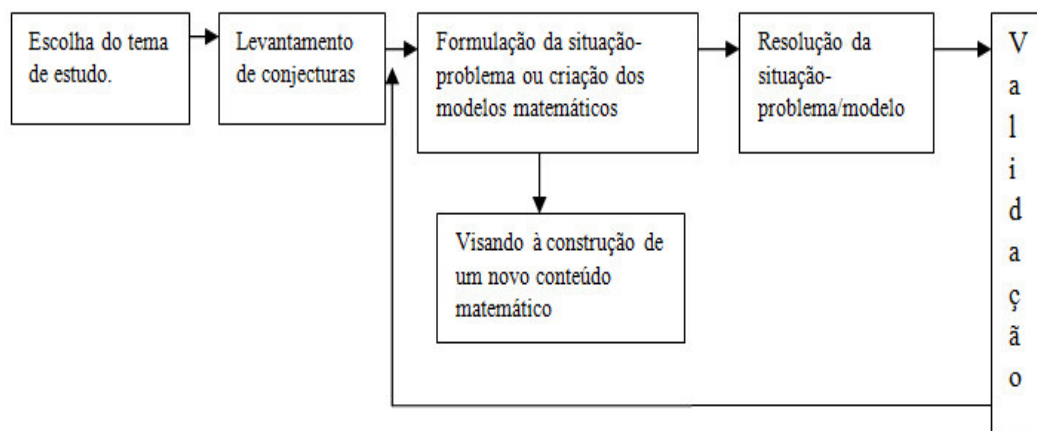 Escolha do tema
de estudo.
Levantamento
de conjecturas
Formulação da situação-
problema ou criação dos
modelos matemáticos
Resolução da
situação-
problema/modelo
Visando à construção de
um novo conteúdo
matemático
V
a
l
i
d
a
ç
ã
o